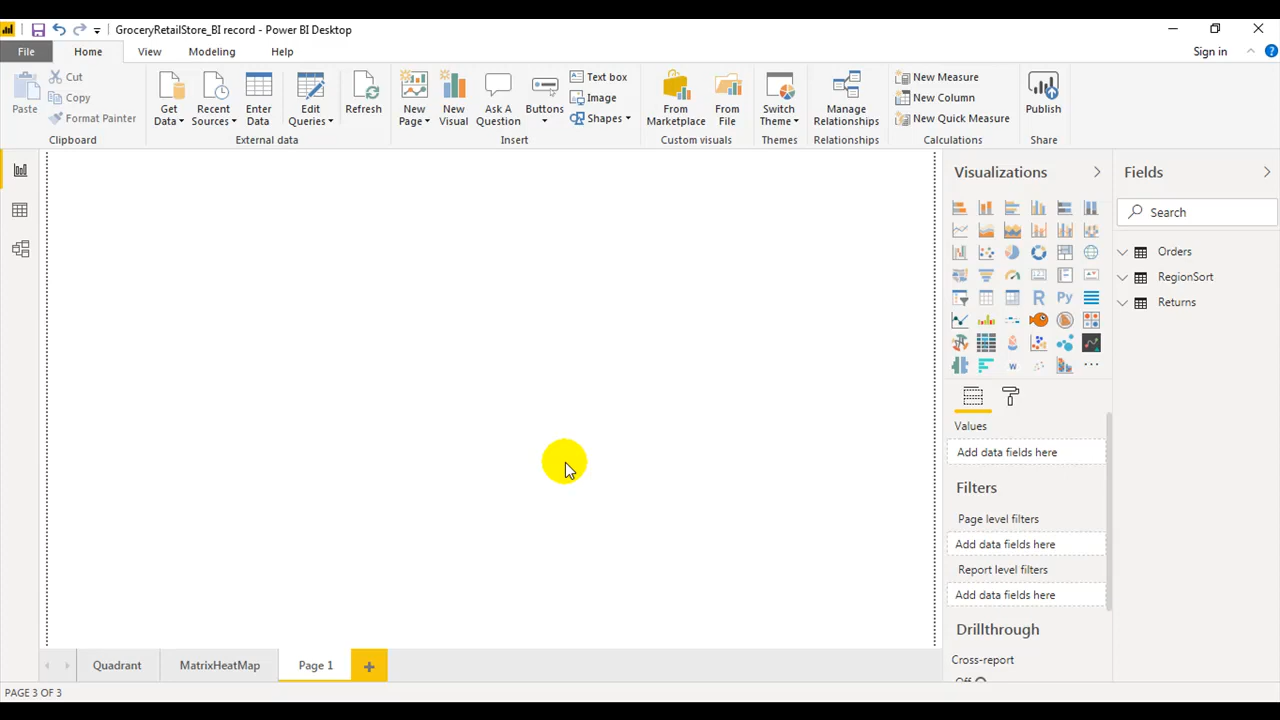 GroceryRetailStore_BI record - Power BI Desktop
File Home View Modeling Help Sign in
Paste
Cut
Copy
Format Painter
Clipboard
Get Data
Recent Sources
Enter Data
Edit Queries
Refresh
External data
New Page
New Visual
Ask A Question
Buttons
Text box
Image
Shapes
Insert
From Marketplace
From File
Custom visuals
Switch Theme
Themes
Manage Relationships
Relationships
New Measure
New Column
New Quick Measure
Calculations
Publish
Share
Visualizations
R
Py
W
Values
Add data fields here
Filters
Page level filters
Add data fields here
Report level filters
Add data fields here
Drillthrough
Cross-report
Off
Fields
Search
Orders
RegionSort
Returns
Quadrant MatrixHeatMap Page 1
PAGE 3 OF 3